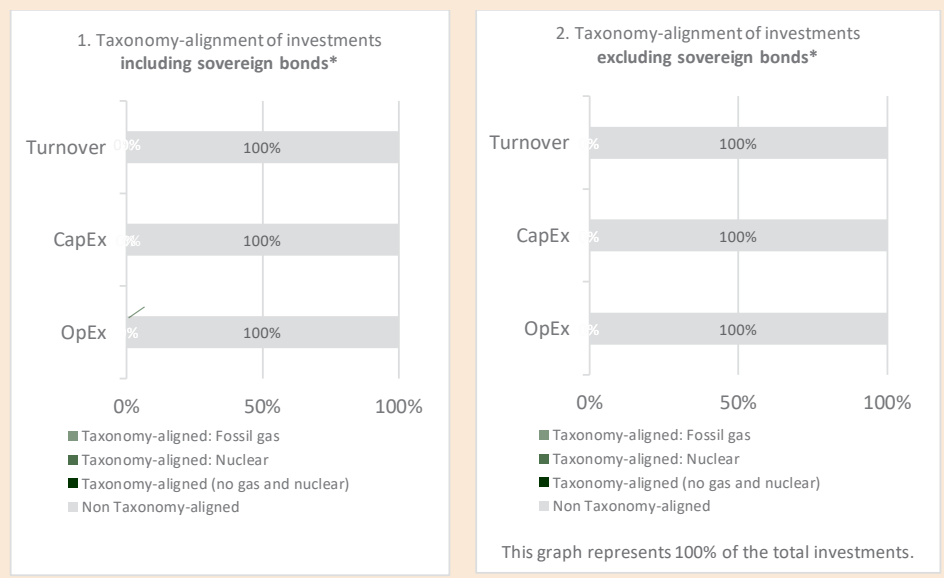 1. Taxonomy-alignment of investments
including sovereign bonds*
Turnover 100%
CapEx 100%
OpEx 100%
0% 50% 100%
Taxonomy-aligned: Fossil gas
Taxonomy-aligned: Nuclear
Taxonomy-aligned (no gas and nuclear)
Non Taxonomy-aligned
2. Taxonomy-alignment of investments
excluding sovereign bonds*
Turnover 100%
CapEx 100%
OpEx 100%
0% 50% 100%
Taxonomy-aligned: Fossil gas
Taxonomy-aligned: Nuclear
Taxonomy-aligned (no gas and nuclear)
Non Taxonomy-aligned
This graph represents 100% of the total investments.